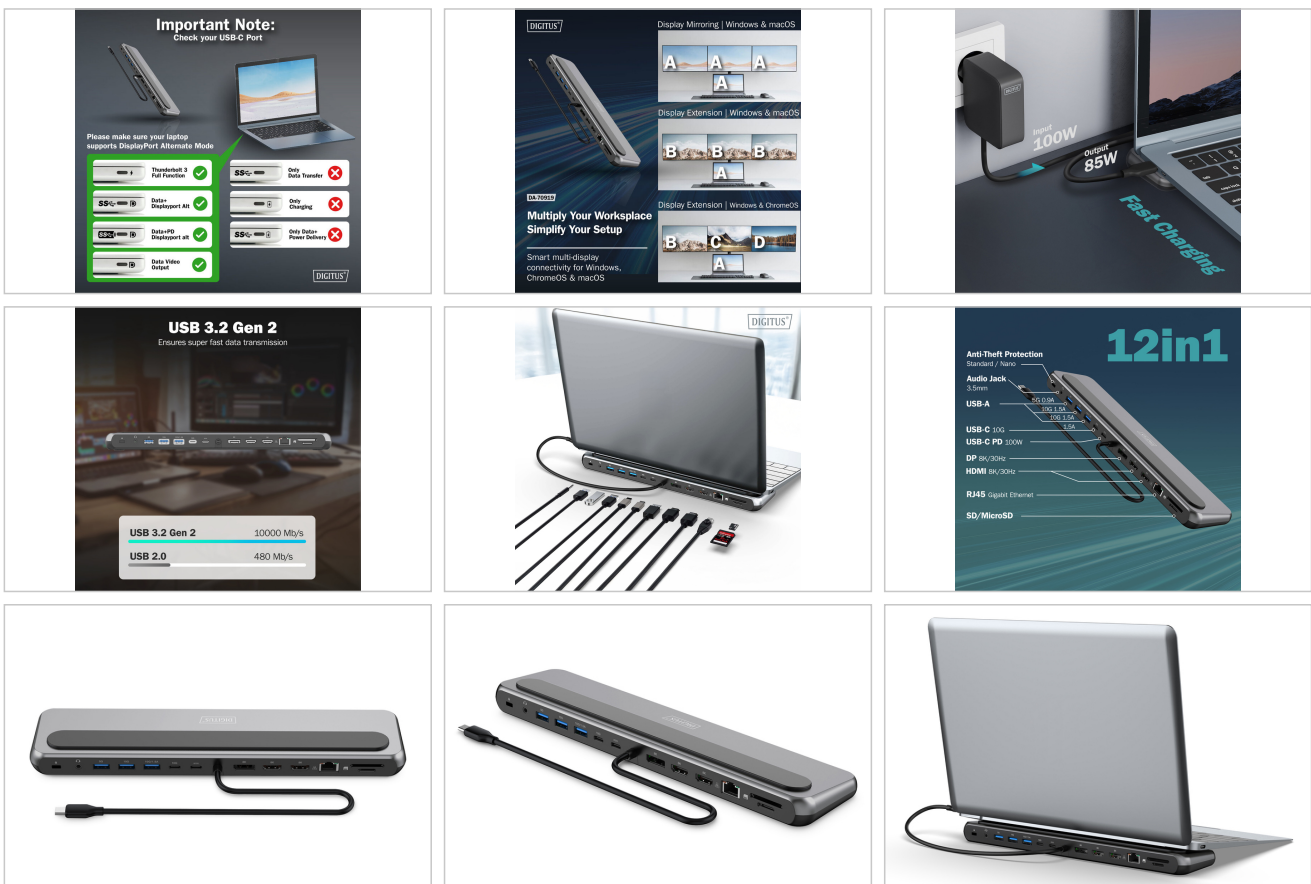 Important Note:
Check your USB-C Port
Please make sure your laptop
supports DisplayPort Alternate Mode
Thunderbolt 3
Full Function
SS
Only
Data Transfer
SS
Data+
Displayport Alt
Only
Charging
SS
Data+PD
Displayport alt
SS
Only Data+
Power Delivery
Data Video
Output
DIGITUS®
DIGITUS®
Display Mirroring | Windows & macOS
A A A
A
Display Extension | Windows & macOS
B B B
A
DA-70919
Multiply Your Worksplace
Simplify Your Setup
Smart multi-display
connectivity for Windows,
ChromeOS & macOS
Display Extension | Windows & ChromeOS
B C D
A
DIGITUS
Input
100W
Output
85W
Fast Charging
USB 3.2 Gen 2
Ensures super fast data transmission
USB 3.2 Gen 2 10000 Mb/s
USB 2.0 480 Mb/s
DIGITUS®
12in1
Anti-Theft Protection
Standard / Nano
Audio Jack
3.5mm
5G 0.9A
USB-A
10G 1.5A
10G 1.5A
1.5A
USB-C 10G
USB-C PD 100W
DP 8K/30Hz
HDMI 8K/30Hz
RJ45 Gigabit Ethernet
SD/MicroSD
DIGITUS
DIGITUS